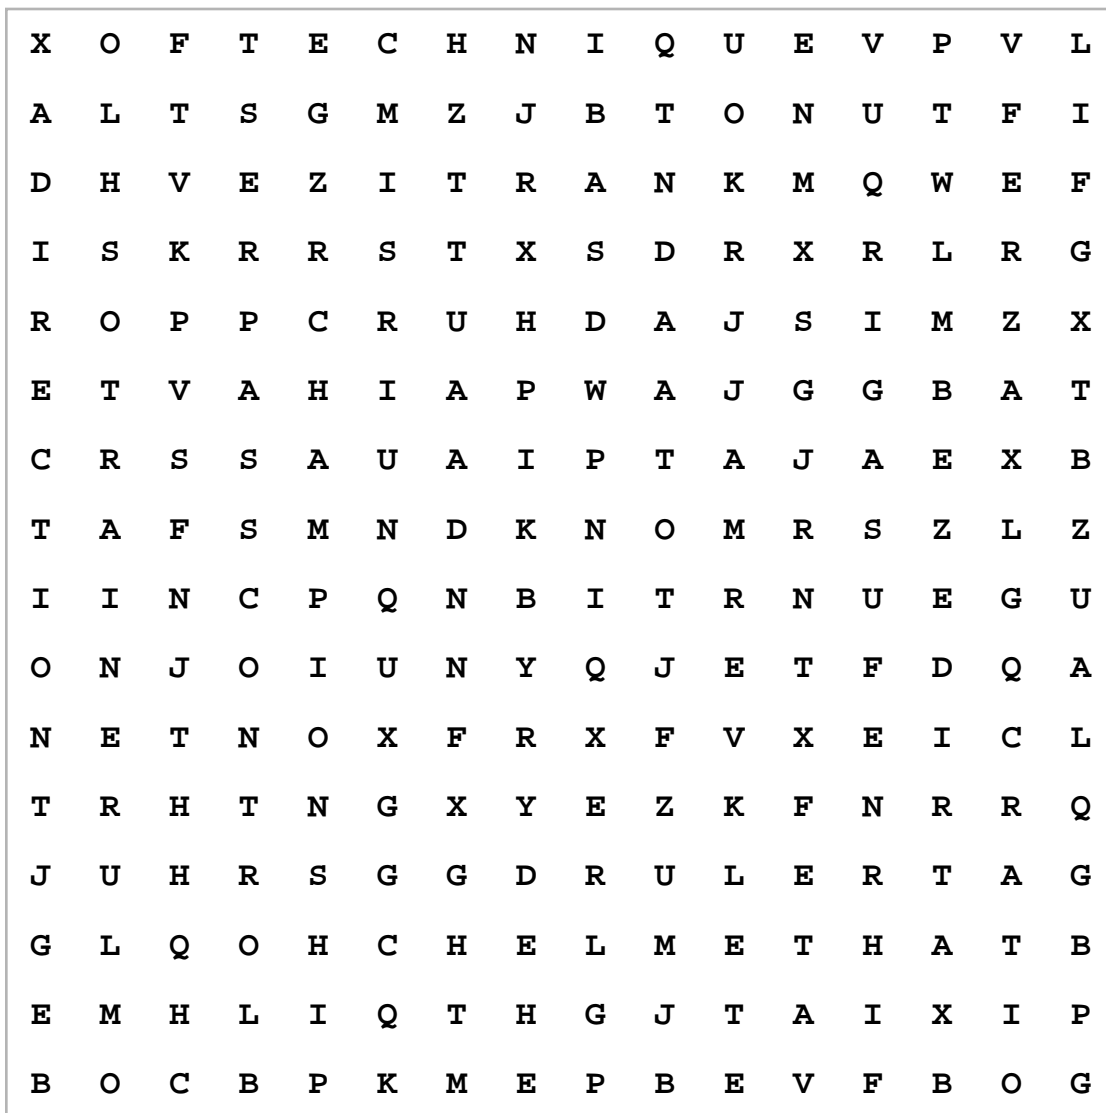 X O F T E C H N I Q U E V P V L
A L T S G M Z J B T O N U T F I
D H V E Z I T R A N K M Q W E F
I S K R R S T X S D R X R L R G
R O P P C R U H D A J S I M Z X
E T V A H I A P W A J G G B A T
C R S S A U A I P T A J A E X B
T A F S M N D K N O M R S Z L Z
I I N C P Q N B I T R N U E G U
O N J O I U N Y Q J E T F D Q A
N E T N O X F R X F V X E I C L
T R H T N G X Y E Z K F N R R Q
J U H R S G G D R U L E R T A G
G L Q O H C H E L M E T H A T B
E M H L I Q T H G J T A I X I P
B O C B P K M E P B E V F B O G